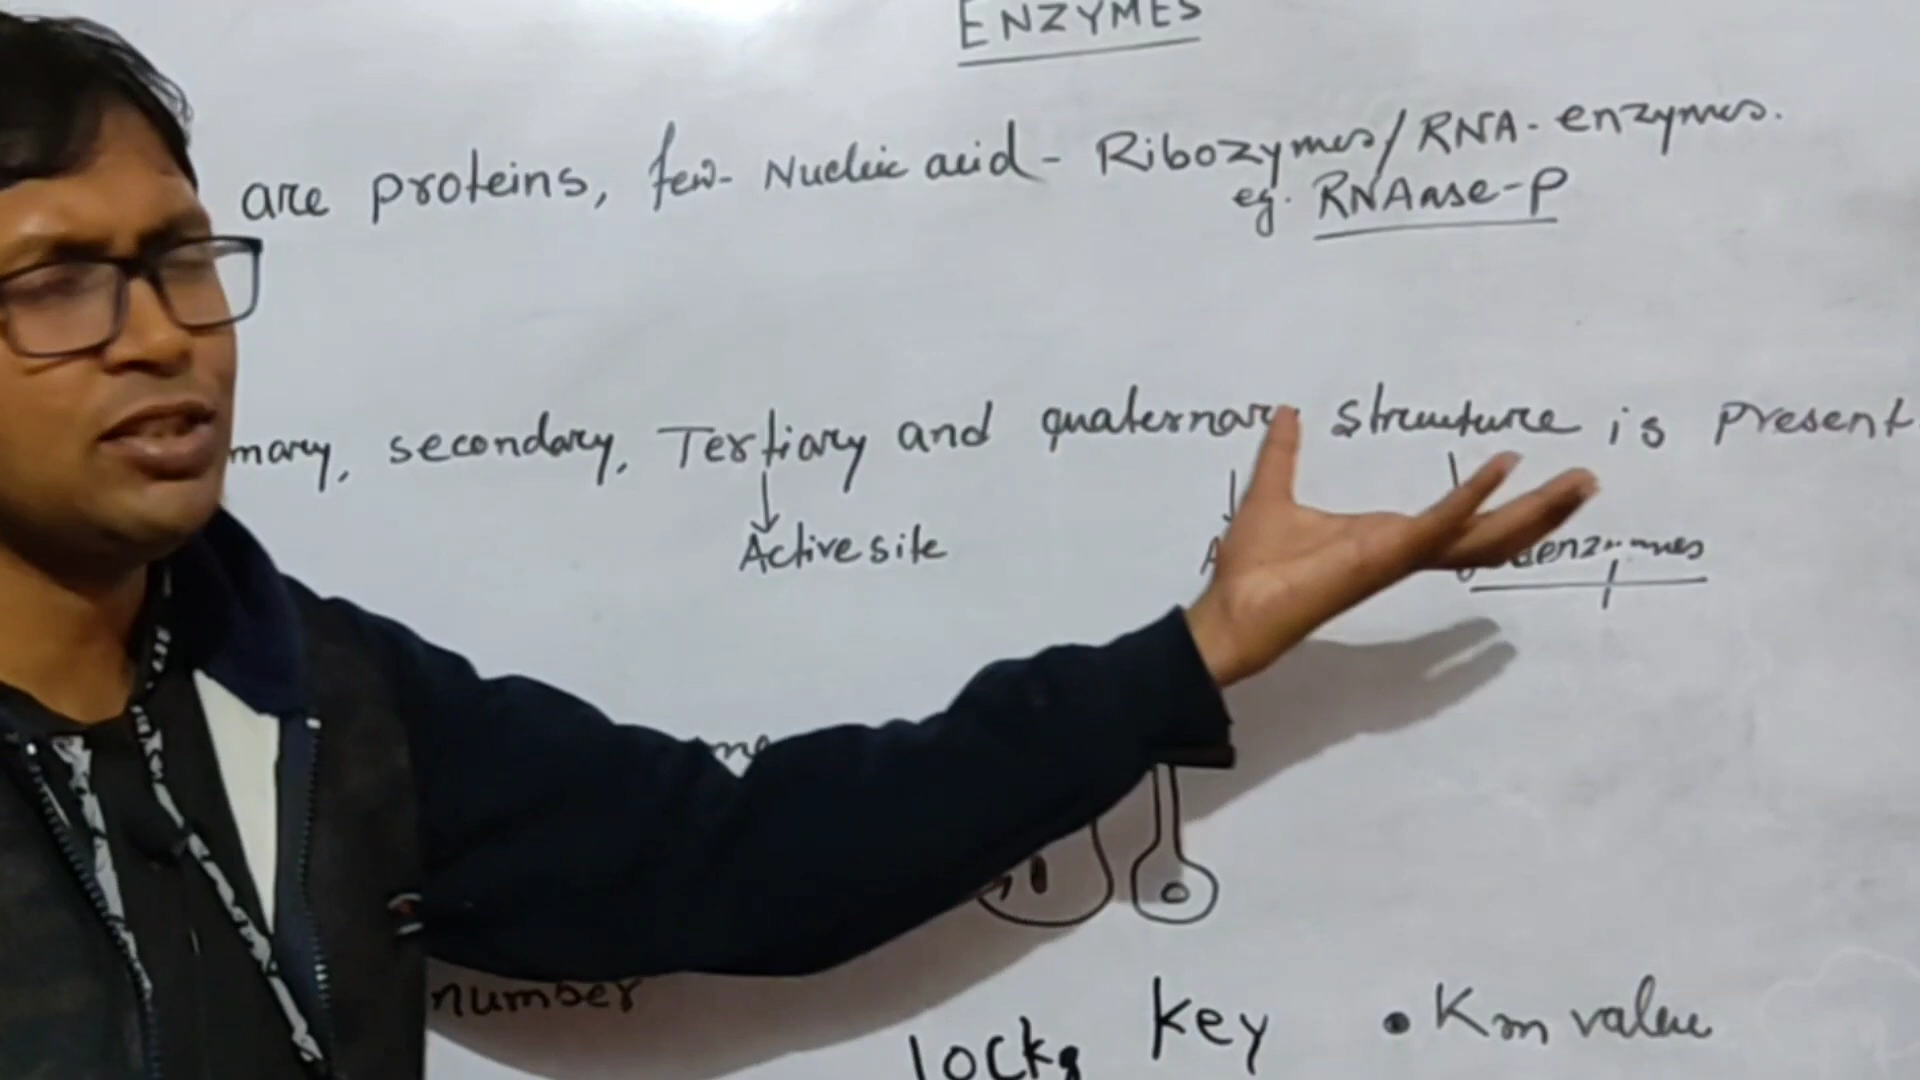 ENZYMES
are proteins, few- Nucleic acid - Ribozymes/RNA-enzymes.
eg. RNAase-P
mary, secondary, Tertiary and quaternary structure is present
Active site
number
lock, key
• Km value